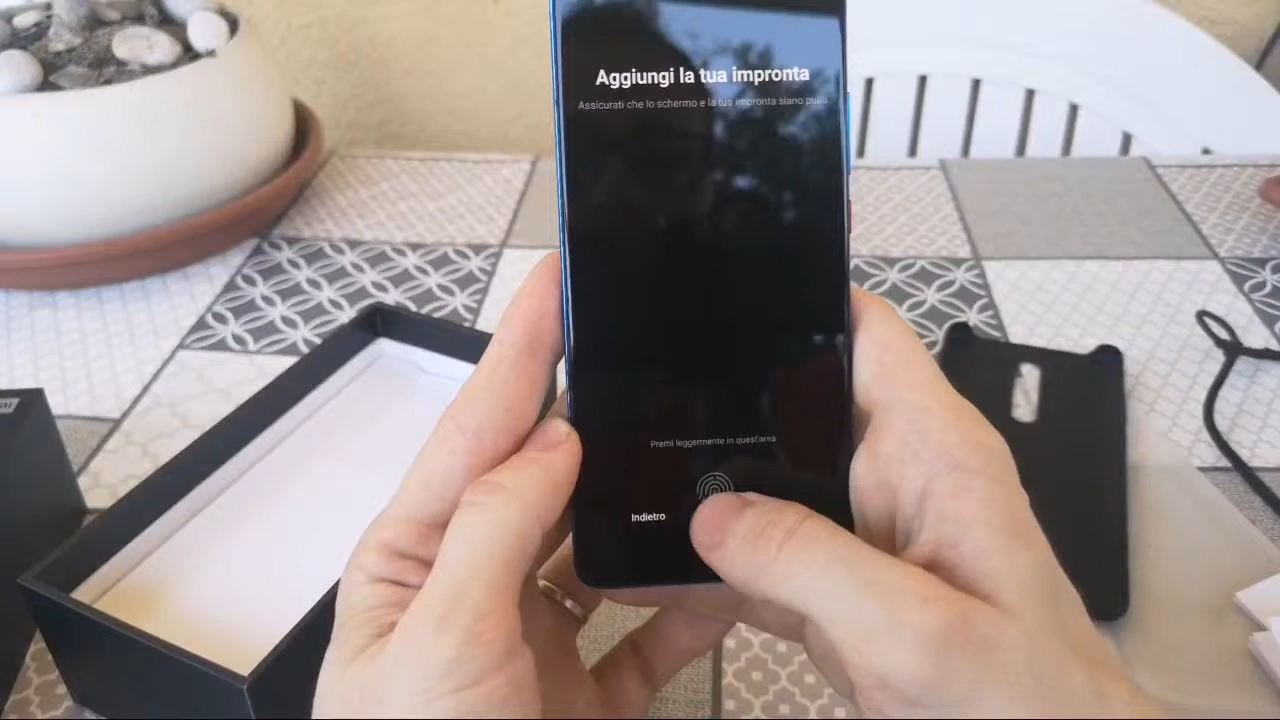 Aggiungi la tua impronta
Assicurati che lo schermo e la tua impronta siano puliti
Premi leggermente in quest'area
Indietro